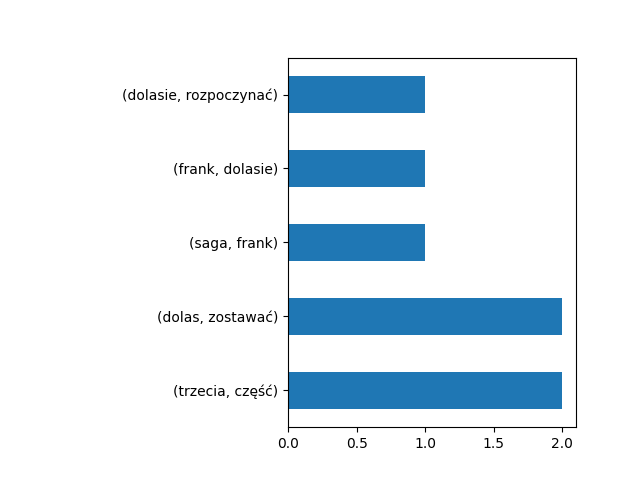 (dolasie, rozpoczynać)
(frank, dolasie)
(saga, frank)
(dolas, zostawać)
(trzecia, część)
0.0 0.5 1.0 1.5 2.0